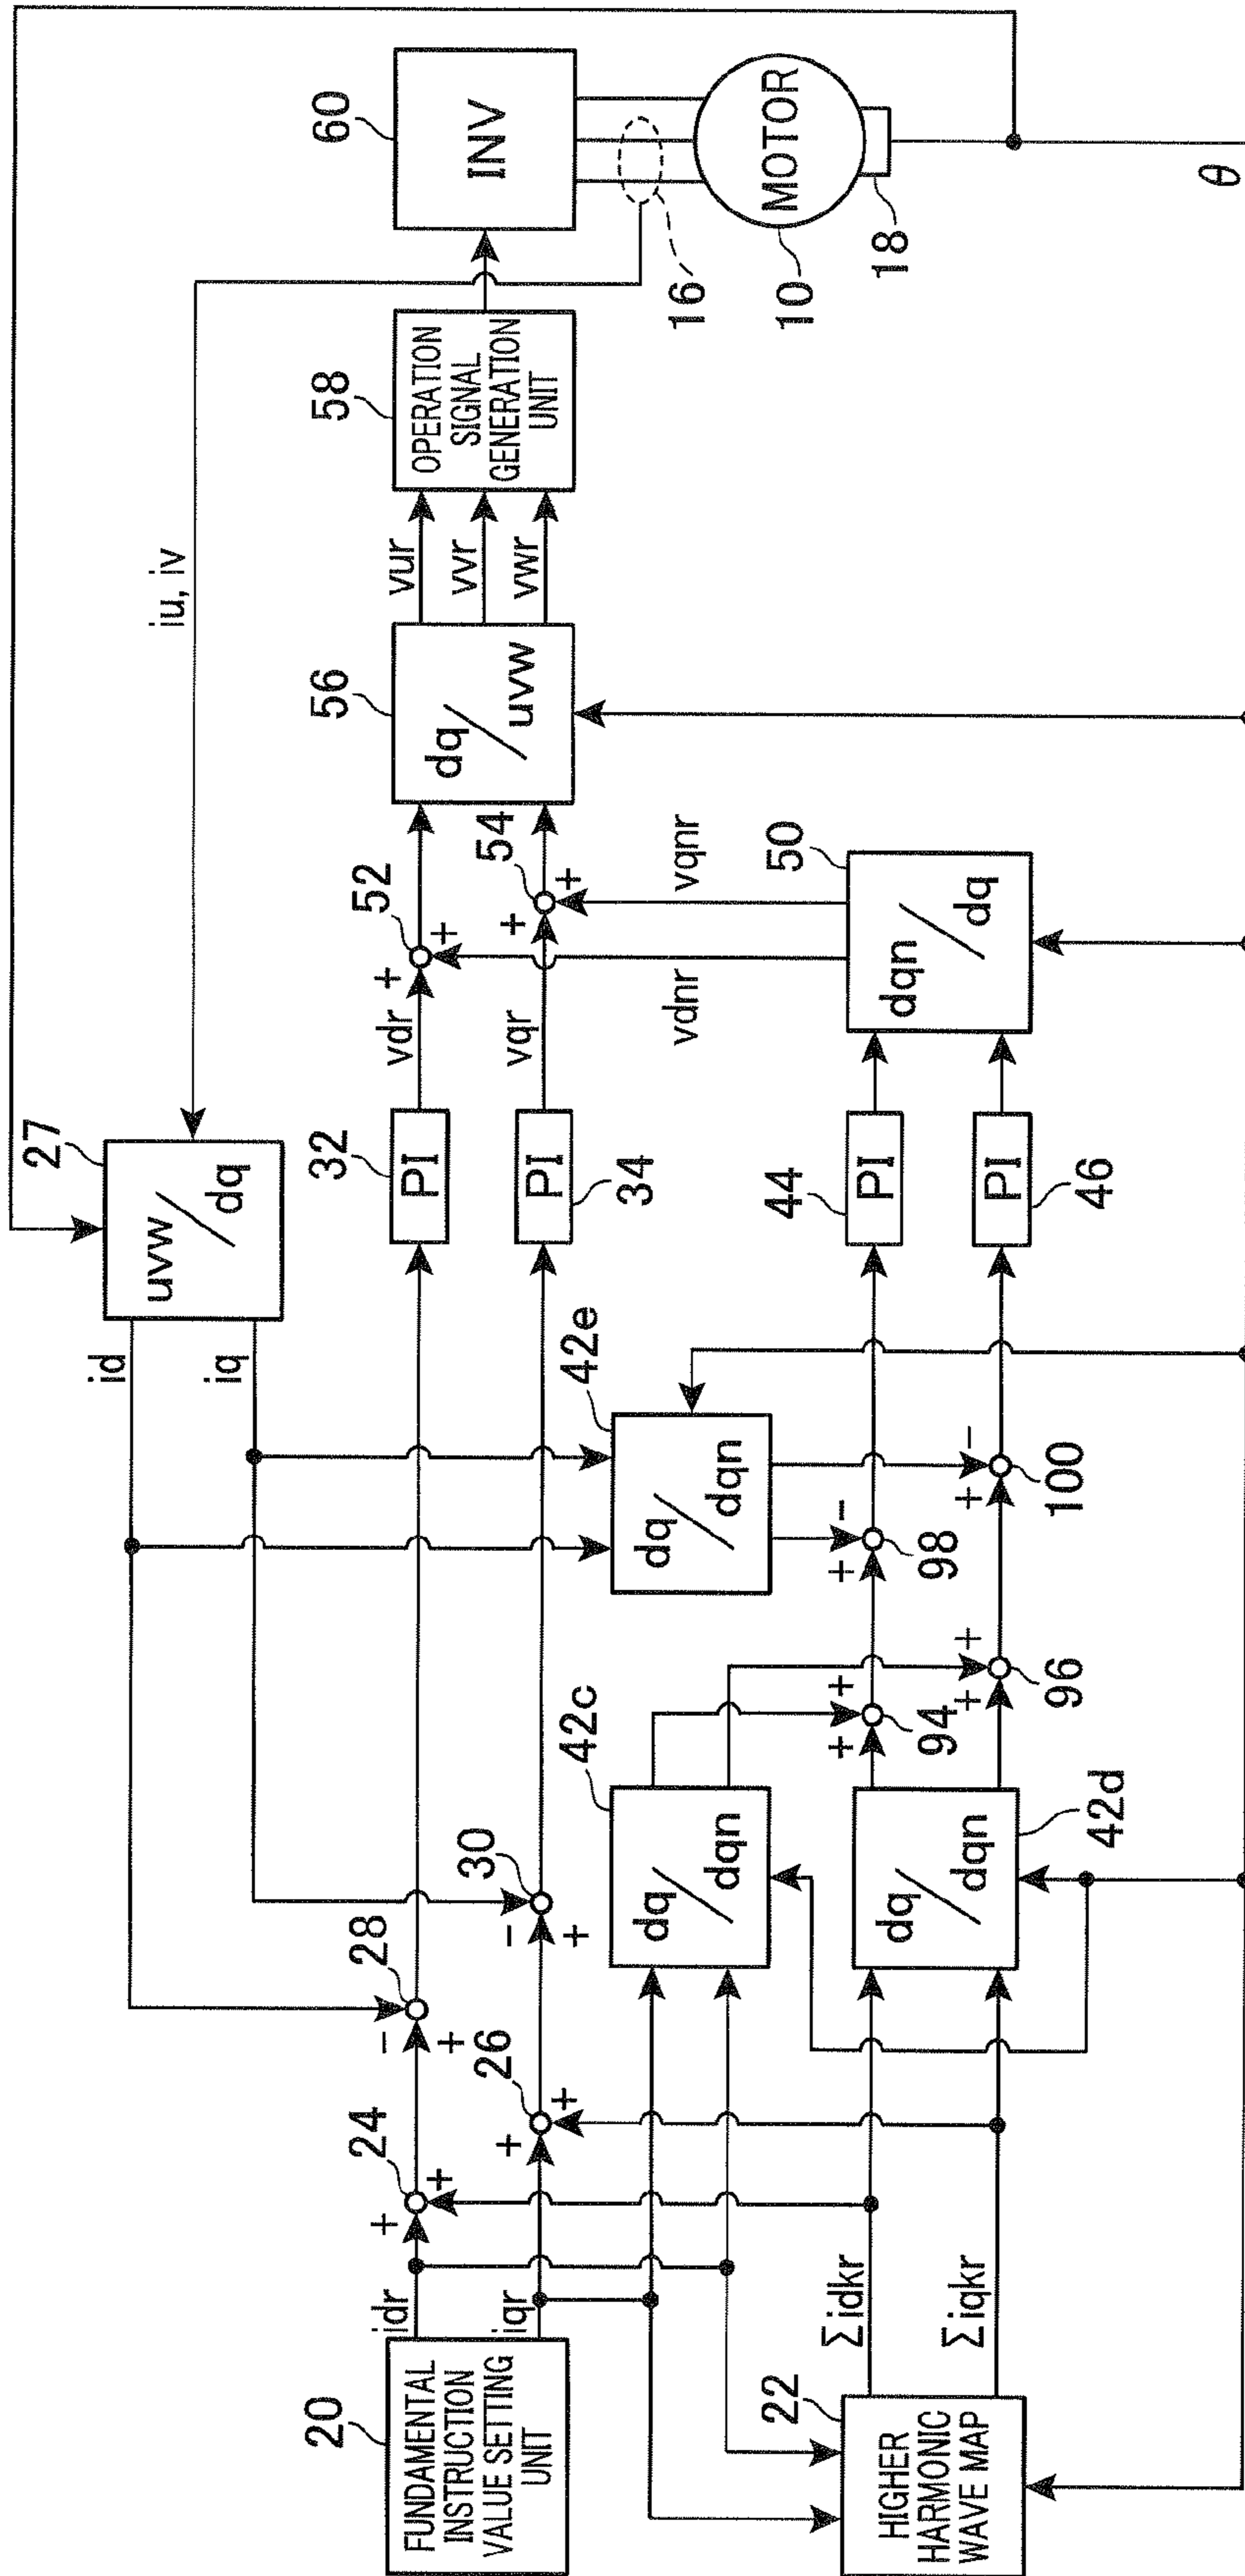 20
FUNDAMENTAL
INSTRUCTION
VALUE SETTING
UNIT
idr
iqr
22
HIGHER
HARMONIC
WAVE MAP
Σidkr
Σiqkr
24
+
+
26
+
+
28
-
+
30
-
+
id
iq
27
uvw/dq
iu, iv
42c
dq/dqn
42d
dq/dqn
94
+
+
96
+
+
42e
dq/dqn
98
+
-
100
+
-
32
PI
34
PI
44
PI
46
PI
vdr
vqr
52
+
+
54
+
+
vdnr
vqnr
50
dqn/dq
56
dq/uvw
vur
vvr
vwr
58
OPERATION
SIGNAL
GENERATION
UNIT
60
INV
16
MOTOR
10
18
θ